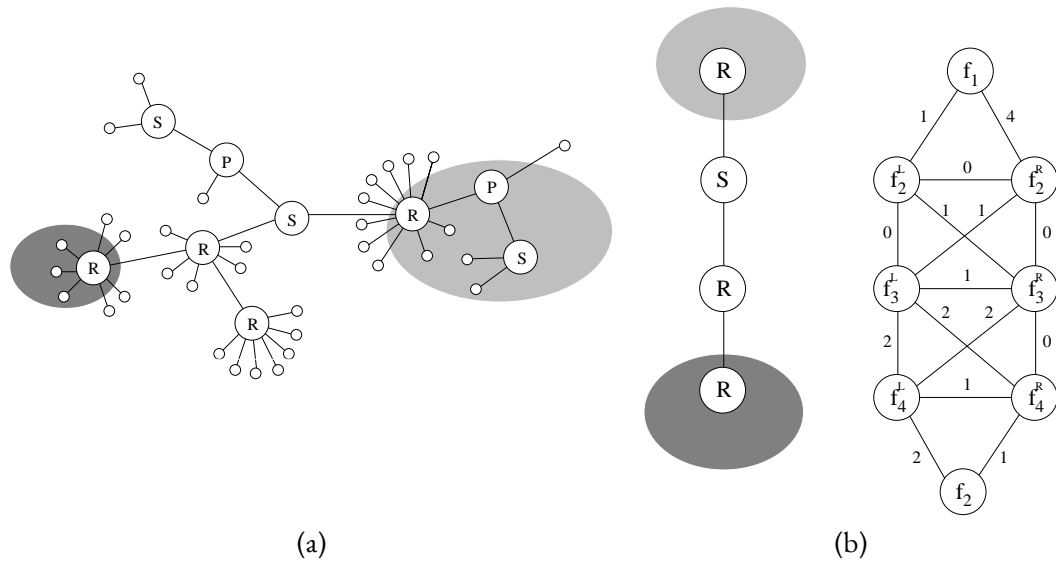 S
P
R
P
S
R
R
S
R
(a)
R
S
R
R
f₁
1 4
f₂ᴸ 0 f₂ᴿ
1 1
0 0
f₃ᴸ 1 f₃ᴿ
2 2
2 0
f₄ᴸ 1 f₄ᴿ
2 1
f₂
(b)